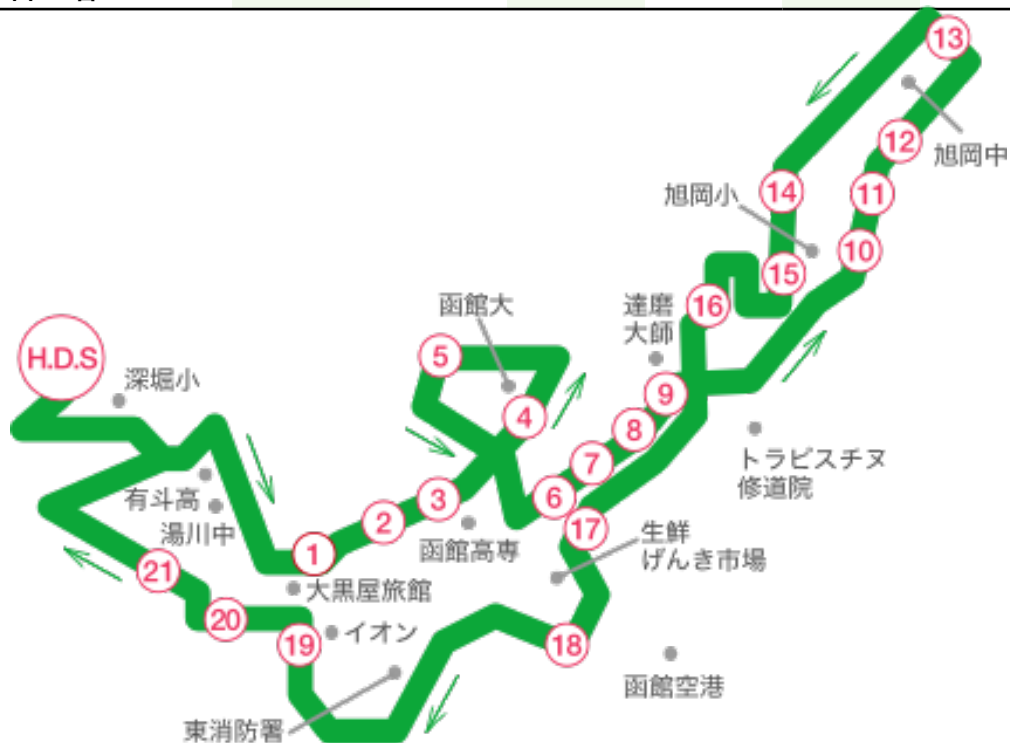 13
12
旭岡中
旭岡小
14
11
10
15
16
函館大
達磨
大師
H.D.S
深堀小
5
4
9
8
7
6
3
2
1
トラピスチヌ
修道院
有斗高
湯川中
函館高専
17
生鮮
げんき市場
21
大黒屋旅館
20
19
イオン
18
函館空港
東消防署